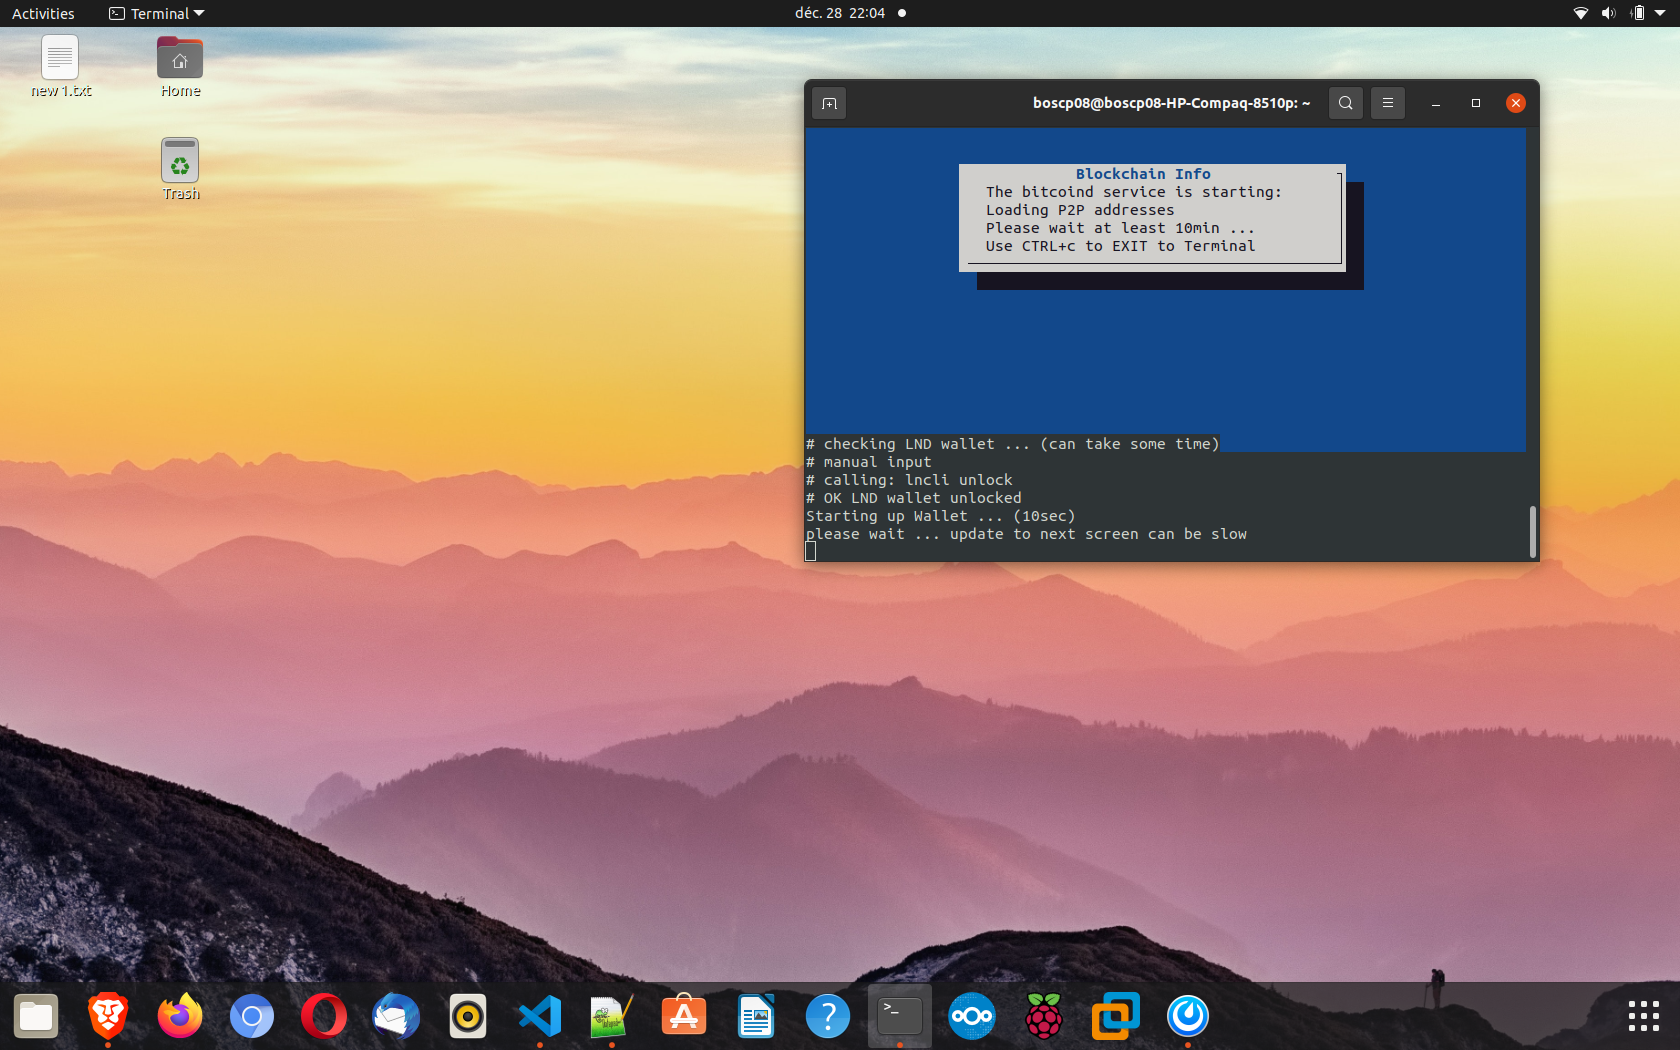 Activities
Terminal
déc. 28 22:04
new 1.txt
Home
Trash
boscp08@boscp08-HP-Compaq-8510p: ~
Blockchain Info
The bitcoind service is starting:
Loading P2P addresses
Please wait at least 10min ...
Use CTRL+c to EXIT to Terminal
# checking LND wallet ... (can take some time)
# manual input
# calling: lncli unlock
# OK LND wallet unlocked
Starting up Wallet ... (10sec)
please wait ... update to next screen can be slow